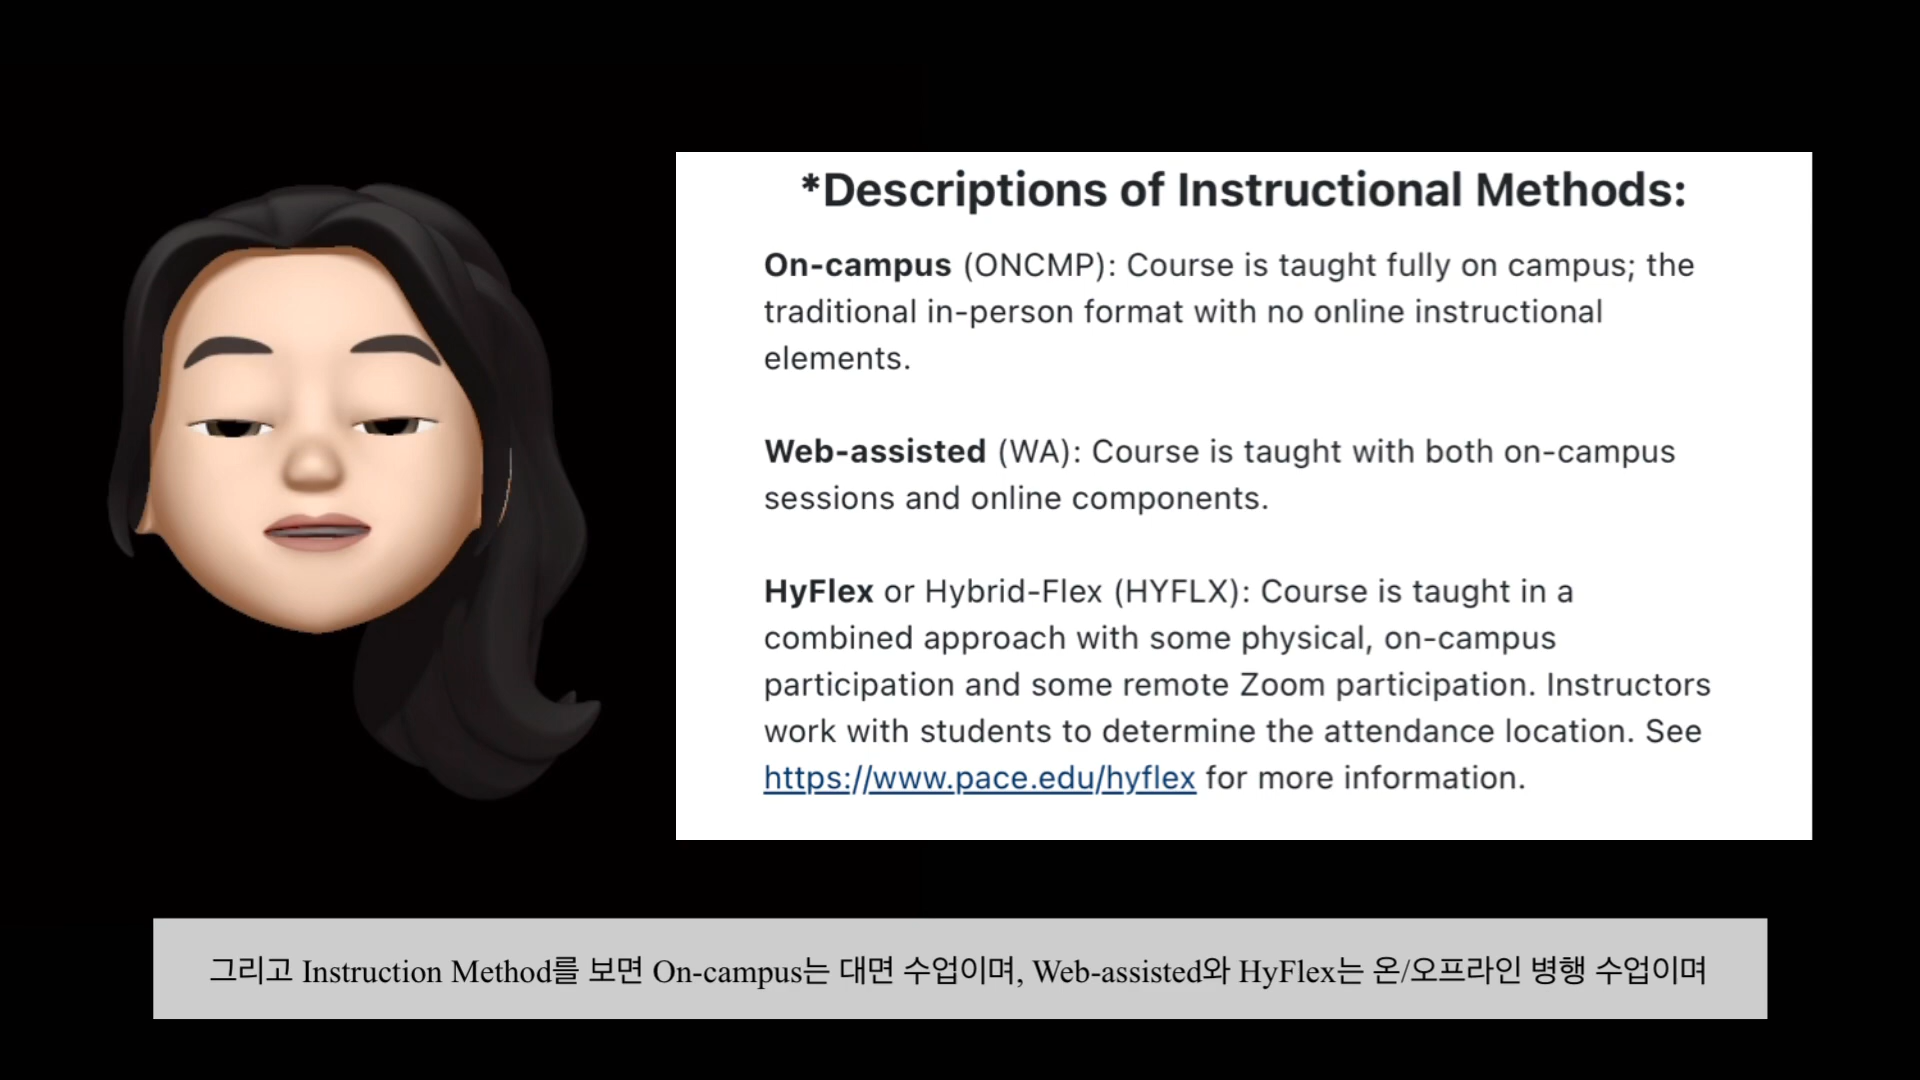 *Descriptions of Instructional Methods:
On-campus (ONCMP): Course is taught fully on campus; the
traditional in-person format with no online instructional
elements.
Web-assisted (WA): Course is taught with both on-campus
sessions and online components.
HyFlex or Hybrid-Flex (HYFLX): Course is taught in a
combined approach with some physical, on-campus
participation and some remote Zoom participation. Instructors
work with students to determine the attendance location. See
https://www.pace.edu/hyflex for more information.
그리고 Instruction Method를 보면 On-campus는 대면 수업이며, Web-assisted와 HyFlex는 온/오프라인 병행 수업이며